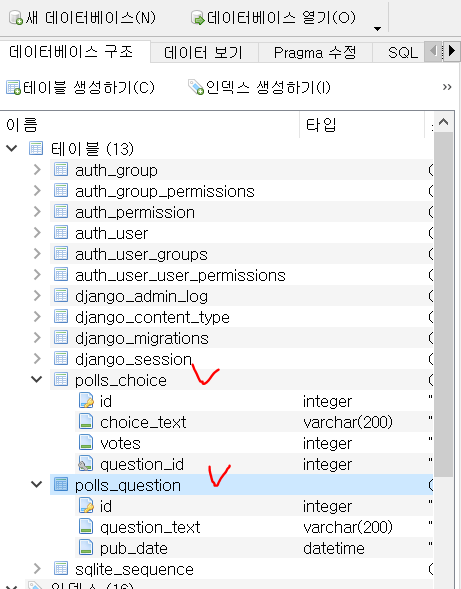 새 데이터베이스(N) 데이터베이스 열기(O)
데이터베이스 구조 데이터 보기 Pragma 수정 SQL
테이블 생성하기(C) 인덱스 생성하기(I) »
이름 타입
테이블 (13)
auth_group
auth_group_permissions
auth_permission
auth_user
auth_user_groups
auth_user_user_permissions
django_admin_log
django_content_type
django_migrations
django_session
polls_choice
id integer "
choice_text varchar(200) "
votes integer "
question_id integer "
polls_question
id integer "
question_text varchar(200) "
pub_date datetime "
sqlite_sequence
인덱스 (16)